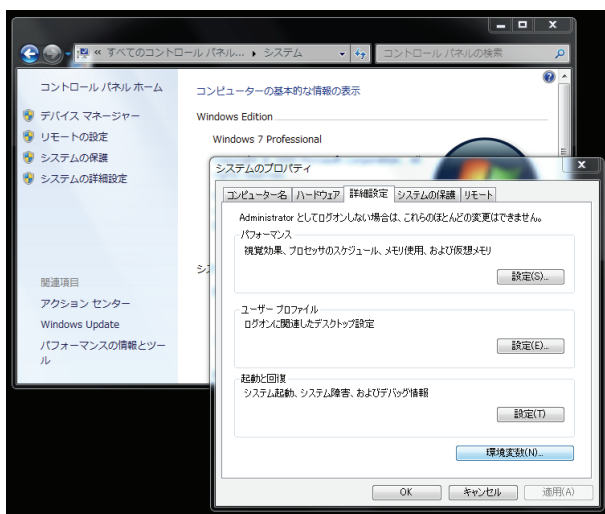 « すべてのコントロール パネル... ▸ システム
コントロール パネルの検索
コントロール パネル ホーム
デバイス マネージャー
リモートの設定
システムの保護
システムの詳細設定
関連項目
アクション センター
Windows Update
パフォーマンスの情報とツール
コンピューターの基本的な情報の表示
Windows Edition
Windows 7 Professional
システムのプロパティ
コンピューター名
ハードウェア
詳細設定
システムの保護
リモート
Administrator としてログオンしない場合は、これらのほとんどの変更はできません。
パフォーマンス
視覚効果、プロセッサのスケジュール、メモリ使用、および仮想メモリ
設定(S)...
ユーザー プロファイル
ログオンに関連したデスクトップ設定
設定(E)...
起動と回復
システム起動、システム障害、およびデバッグ情報
設定(T)
環境変数(N)...
OK
キャンセル
適用(A)